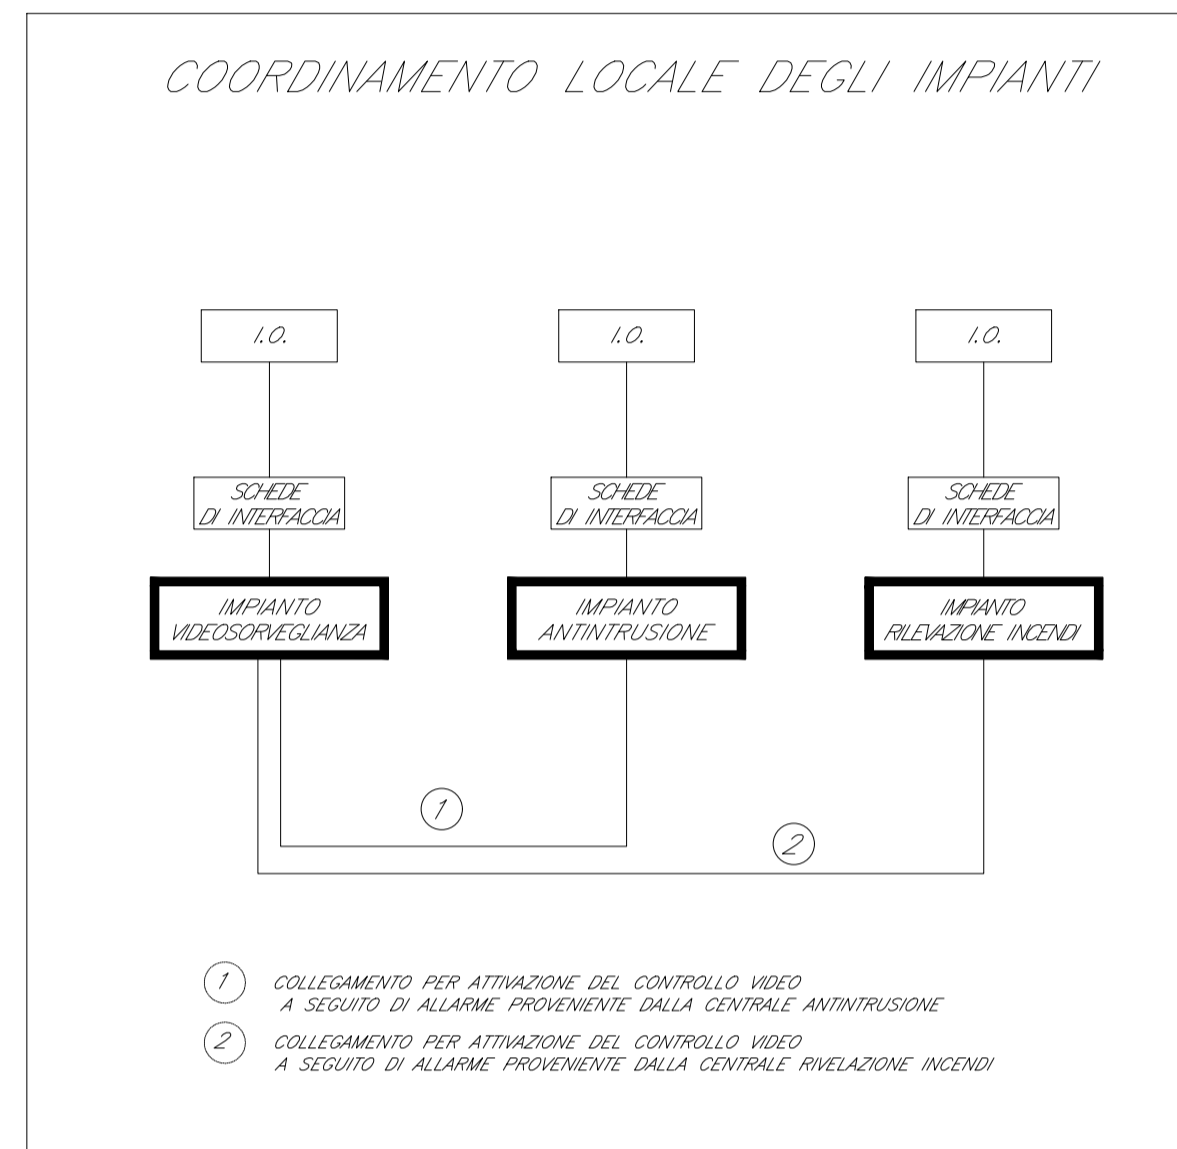 COORDINAMENTO LOCALE DEGLI IMPIANTI
I.O.
I.O.
I.O.
SCHEDE
DI INTERFACCIA
SCHEDE
DI INTERFACCIA
SCHEDE
DI INTERFACCIA
IMPIANTO
VIDEOSORVEGLIANZA
IMPIANTO
ANTINTRUSIONE
IMPIANTO
RILEVAZIONE INCENDI
1
2
1
COLLEGAMENTO PER ATTIVAZIONE DEL CONTROLLO VIDEO
A SEGUITO DI ALLARME PROVENIENTE DALLA CENTRALE ANTINTRUSIONE
2
COLLEGAMENTO PER ATTIVAZIONE DEL CONTROLLO VIDEO
A SEGUITO DI ALLARME PROVENIENTE DALLA CENTRALE RIVELAZIONE INCENDI